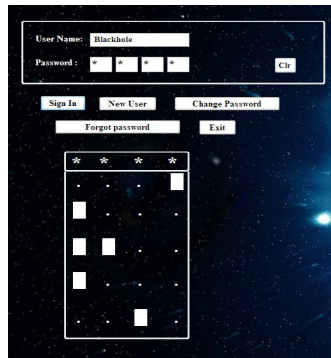 User Name: Blackhole
Password : * * * * Clr
Sign In New User Change Password
Forgot password Exit
* * * *